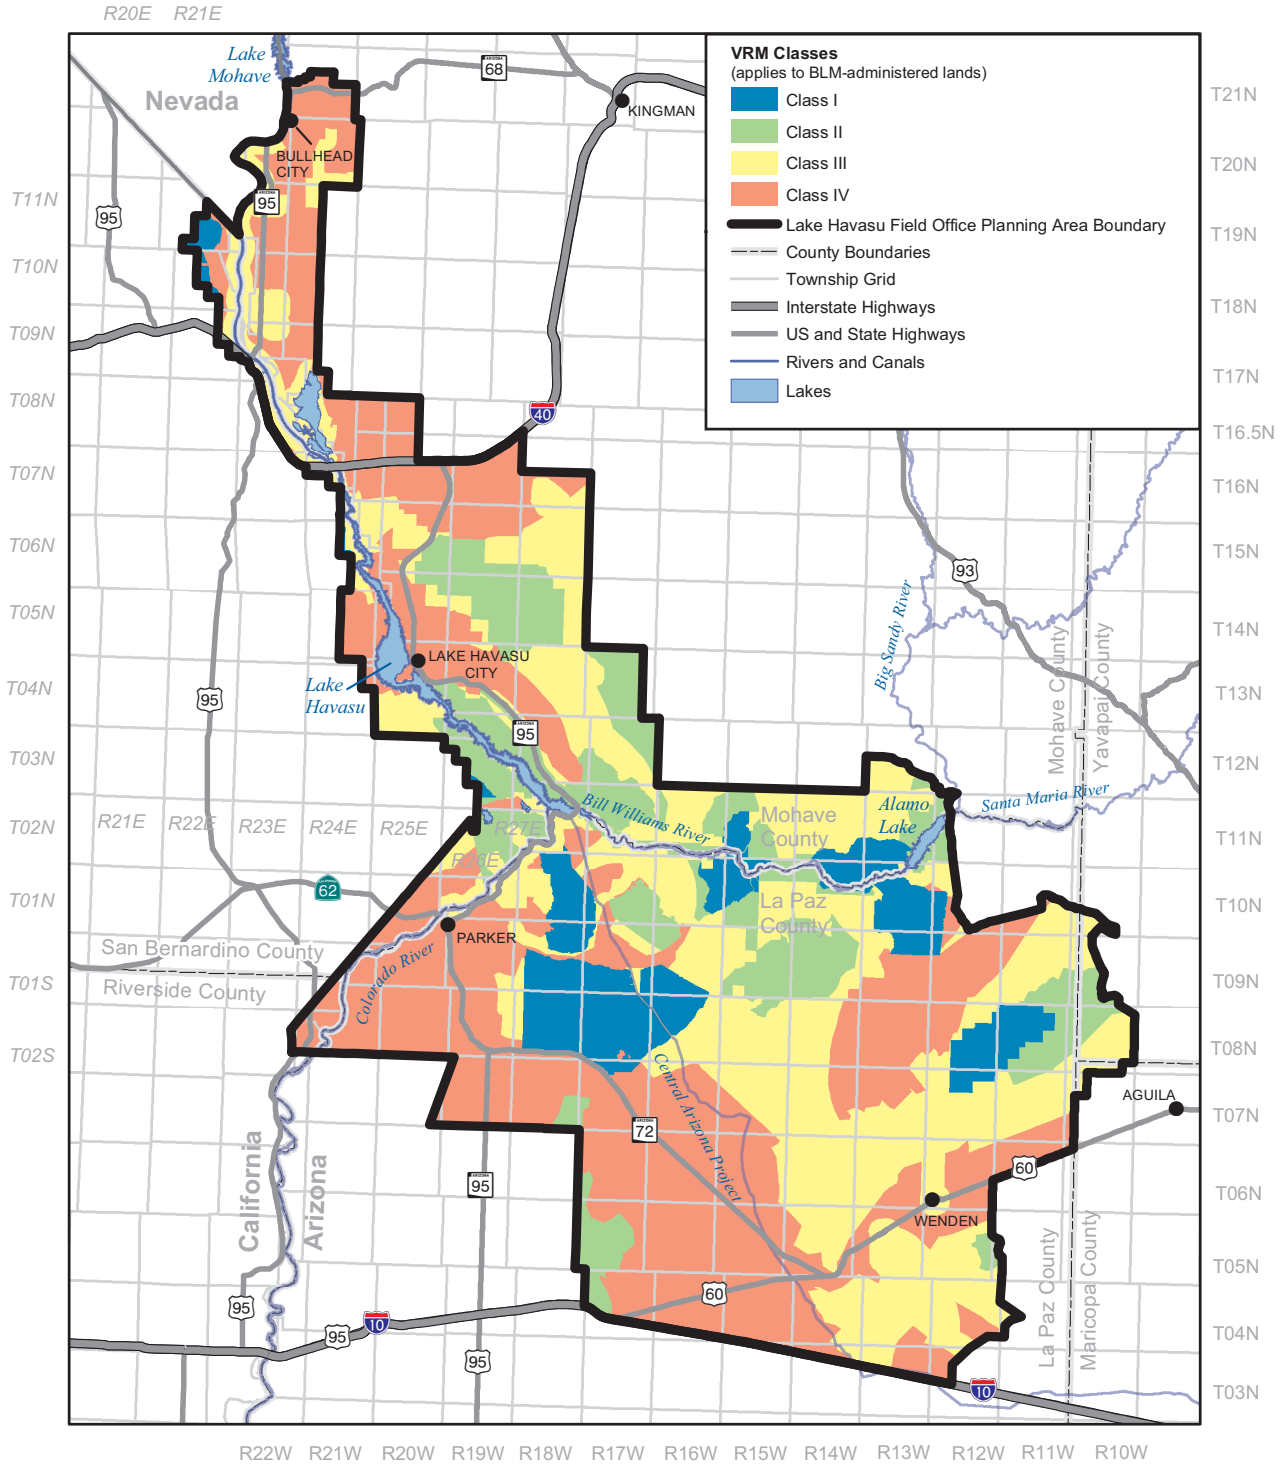 R20E R21E
Lake
Mohave
Nevada
ARIZONA
68
KINGMAN
BULLHEAD
CITY
ARIZONA
95
95
VRM Classes
(applies to BLM-administered lands)
Class I
Class II
Class III
Class IV
Lake Havasu Field Office Planning Area Boundary
County Boundaries
Township Grid
Interstate Highways
US and State Highways
Rivers and Canals
Lakes
T11N
T10N
T09N
T08N
T07N
T06N
T05N
T04N
T03N
T02N
T01N
T01S
T02S
T21N
T20N
T19N
T18N
T17N
T16.5N
T16N
T15N
T14N
T13N
T12N
T11N
T10N
T09N
T08N
T07N
T06N
T05N
T04N
T03N
40
93
Big Sandy River
Mohave County
Yavapai County
LAKE HAVASU
CITY
Lake
Havasu
95
ARIZONA
95
Bill Williams River
Mohave
County
Alamo
Lake
Santa Maria River
R21E R22E R23E R24E R25E R27E
R26E
CALIFORNIA
62
La Paz
County
PARKER
San Bernardino County
Riverside County
Colorado River
Central Arizona Project
AGUILA
ARIZONA
72
60
ARIZONA
95
WENDEN
California
Arizona
La Paz County
Maricopa County
60
95
10
95
95
10
R22W R21W R20W R19W R18W R17W R16W R15W R14W R13W R12W R11W R10W